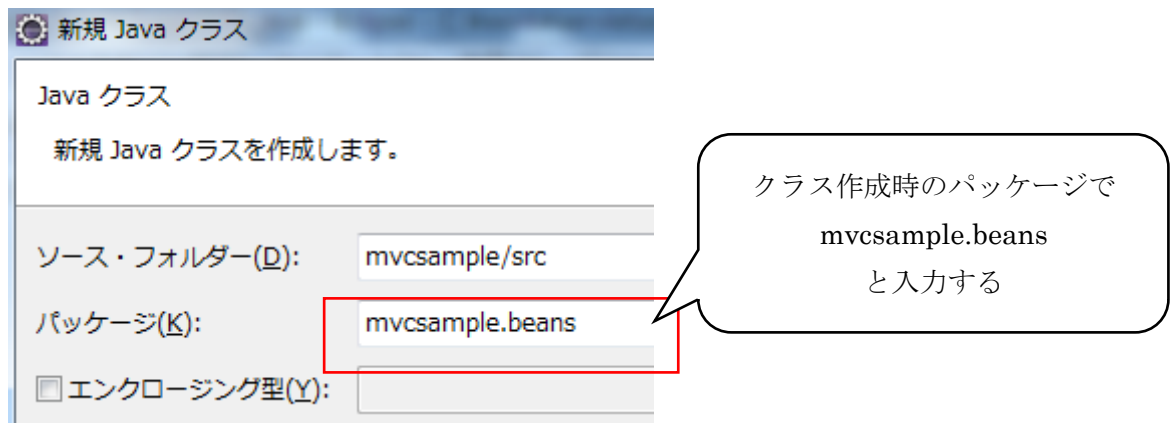 新規 Java クラス
Java クラス
新規 Java クラスを作成します。
ソース・フォルダー(D): mvcsample/src
パッケージ(K): mvcsample.beans
エンクロージング型(Y):
クラス作成時のパッケージで
mvcsample.beans
と入力する